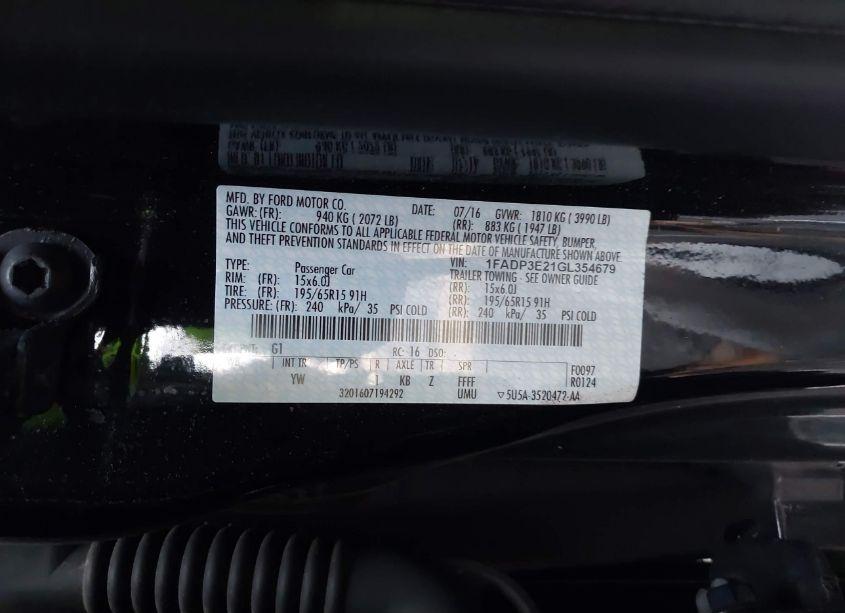 MFD. BY FORD MOTOR CO. DATE: 07/16 GVWR: 1810 KG ( 3990 LB)
GAWR: (FR): 940 KG ( 2072 LB) (RR): 883 KG ( 1947 LB)
THIS VEHICLE CONFORMS TO ALL APPLICABLE FEDERAL MOTOR VEHICLE SAFETY, BUMPER,
AND THEFT PREVENTION STANDARDS IN EFFECT ON THE DATE OF MANUFACTURE SHOWN ABOVE.
VIN: 1FADP3E21GL354679
TYPE: Passenger Car TRAILER TOWING - SEE OWNER GUIDE
RIM: (FR): 15x6.0J (RR): 15x6.0J
TIRE: (FR): 195/65R15 91H (RR): 195/65R15 91H
PRESSURE: (FR): 240 kPa/ 35 PSI COLD (RR): 240 kPa/ 35 PSI COLD
G1 RC: 16 DSO:
INT TR TP/PS R AXLE TR SPR F0097
YW 1 KB Z FFFF R0124
3201607194292 UMU ▽5U5A-3520472-AA